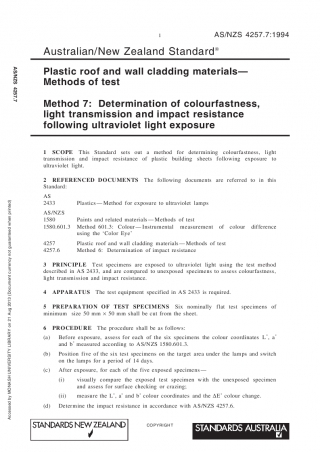 1
AS/NZS 4257.7:1994
Australian/New Zealand Standard®
Plastic roof and wall cladding materials—
Methods of test
Method 7: Determination of colourfastness,
light transmission and impact resistance
following ultraviolet light exposure
1 SCOPE This Standard sets out a method for determining colourfastness, light
transmission and impact resistance of plastic building sheets following exposure to
ultraviolet light.
2 REFERENCED DOCUMENTS The following documents are referred to in this
Standard:
AS
2433 Plastics—Method for exposure to ultraviolet lamps
AS/NZS
1580 Paints and related materials—Methods of test
1580.601.3 Method 601.3: Colour—Instrumental measurement of colour difference
using the 'Color Eye'
4257 Plastic roof and wall cladding materials—Methods of test
4257.6 Method 6: Determination of impact resistance
3 PRINCIPLE Test specimens are exposed to ultraviolet light using the test method
described in AS 2433, and are compared to unexposed specimens to assess colourfastness,
light transmission and impact resistance.
4 APPARATUS The test equipment specified in AS 2433 is required.
5 PREPARATION OF TEST SPECIMENS Six nominally flat test specimens of
minimum size 50 mm × 50 mm shall be cut from the sheet.
6 PROCEDURE The procedure shall be as follows:
(a) Before exposure, assess for each of the six specimens the colour coordinates L*, a*
and b* measured according to AS/NZS 1580.601.3.
(b) Position five of the six test specimens on the target area under the lamps and switch
on the lamps for a period of 14 days.
(c) After exposure, for each of the five exposed specimens—
(i) visually compare the exposed test specimen with the unexposed specimen
and assess for surface checking or crazing;
(ii) measure the L*, a* and b* colour coordinates and the ΔE* colour change.
(d) Determine the impact resistance in accordance with AS/NZS 4257.6.
STANDARDS NEW ZEALAND
COPYRIGHT
STANDARDS AUSTRALIA
AS/NZS 4257.7
Accessed by MONASH UNIVERSITY LIBRARY on 21 Aug 2013 (Document currency not guaranteed when printed)